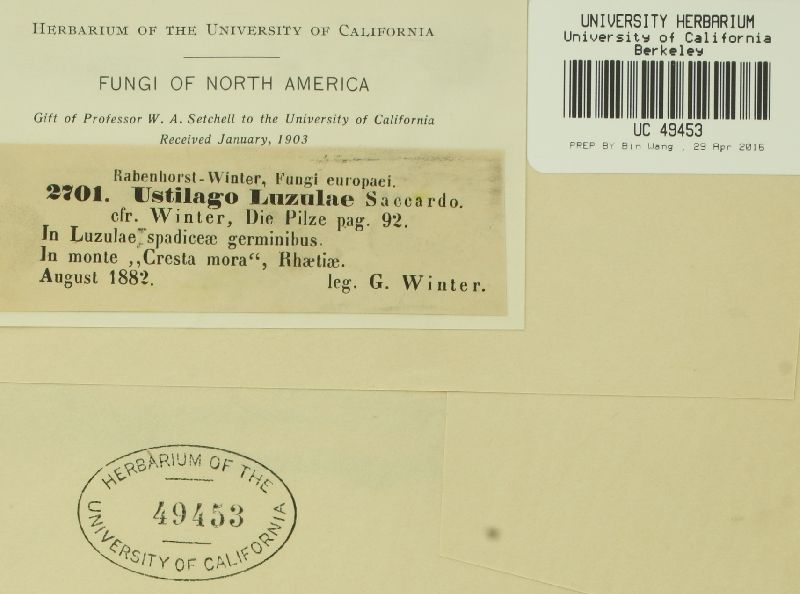 HERBARIUM OF THE UNIVERSITY OF CALIFORNIA
FUNGI OF NORTH AMERICA
Gift of Professor W. A. Setchell to the University of California
Received January, 1903
Rabenhorst-Winter, Fungi europaei.
2701. Ustilago Luzulae Saccardo.
cfr. Winter, Die Pilze pag. 92.
In Luzulae spadiceæ germinibus.
In monte ,,Cresta mora“, Rhætiæ.
August 1882. leg. G. Winter.
UNIVERSITY HERBARIUM
University of California
Berkeley
UC 49453
PREP BY Bin Wang , 29 Apr 2016
HERBARIUM OF THE
49453
UNIVERSITY OF CALIFORNIA